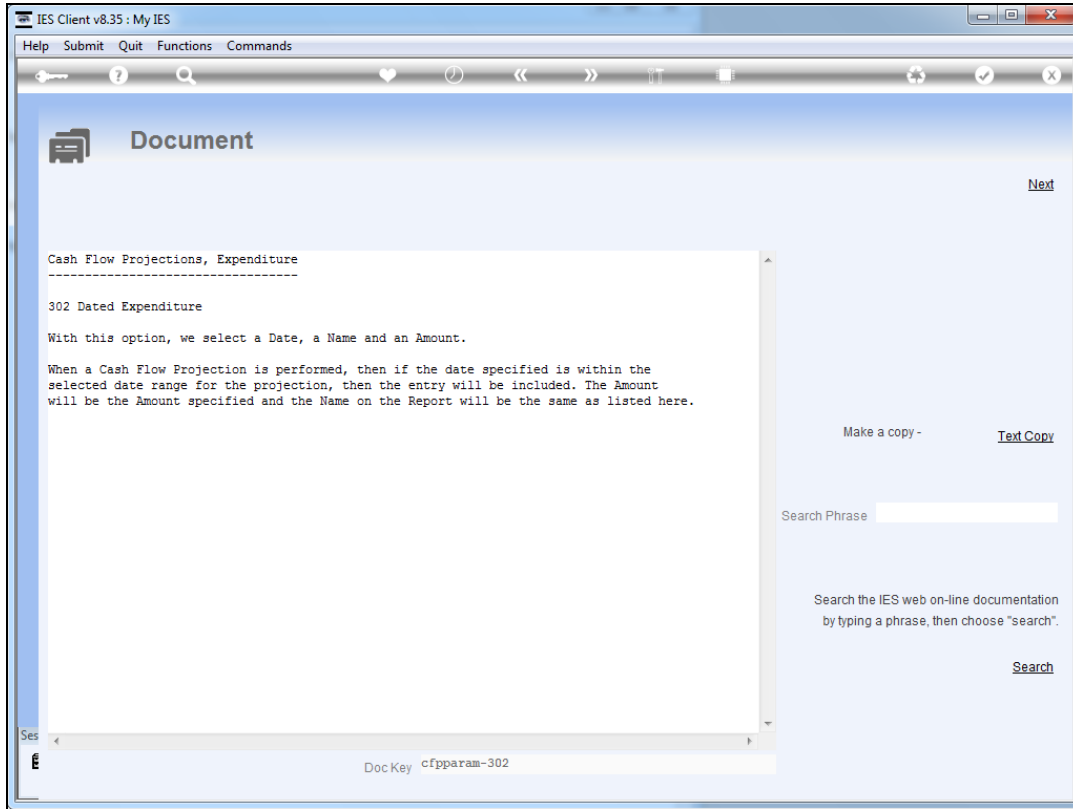 IES Client v8.35 : My IES
Help Submit Quit Functions Commands
Document
Next
Cash Flow Projections, Expenditure
----------------------------------
302 Dated Expenditure
With this option, we select a Date, a Name and an Amount.
When a Cash Flow Projection is performed, then if the date specified is within the
selected date range for the projection, then the entry will be included. The Amount
will be the Amount specified and the Name on the Report will be the same as listed here.
Make a copy - Text Copy
Search Phrase
Search the IES web on-line documentation
by typing a phrase, then choose "search".
Search
Ses
Doc Key cfpparam-302